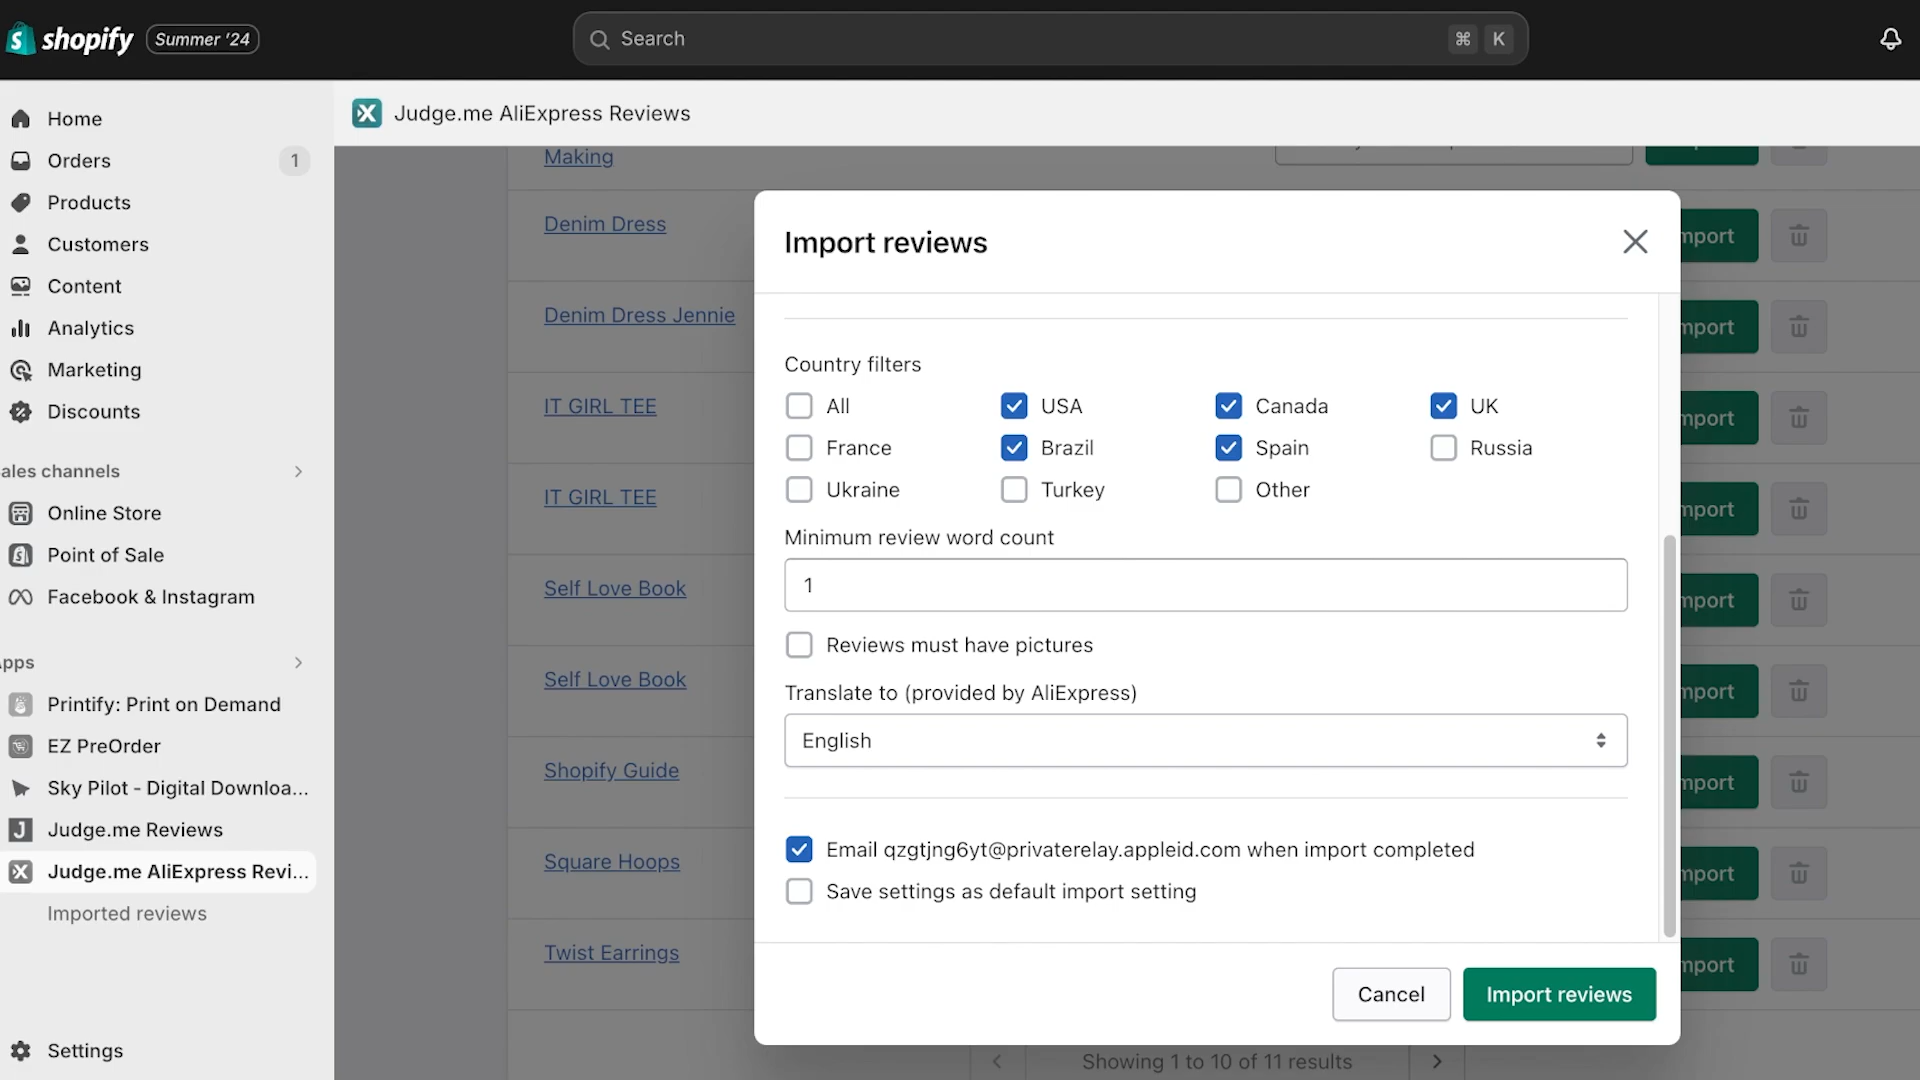 shopify Summer '24
Search ⌘ K
Home
Orders 1
Products
Customers
Content
Analytics
Marketing
Discounts
ales channels
Online Store
Point of Sale
Facebook & Instagram
pps
Printify: Print on Demand
EZ PreOrder
Sky Pilot - Digital Downloa...
Judge.me Reviews
Judge.me AliExpress Revi...
Imported reviews
Settings
Judge.me AliExpress Reviews
Making
Denim Dress
mport
Denim Dress Jennie
mport
IT GIRL TEE
mport
IT GIRL TEE
mport
Self Love Book
mport
Self Love Book
mport
Shopify Guide
mport
Square Hoops
mport
Twist Earrings
mport
Showing 1 to 10 of 11 results
Import reviews
Country filters
All USA Canada UK
France Brazil Spain Russia
Ukraine Turkey Other
Minimum review word count
1
Reviews must have pictures
Translate to (provided by AliExpress)
English
Email qzgtjng6yt@privaterelay.appleid.com when import completed
Save settings as default import setting
Cancel Import reviews